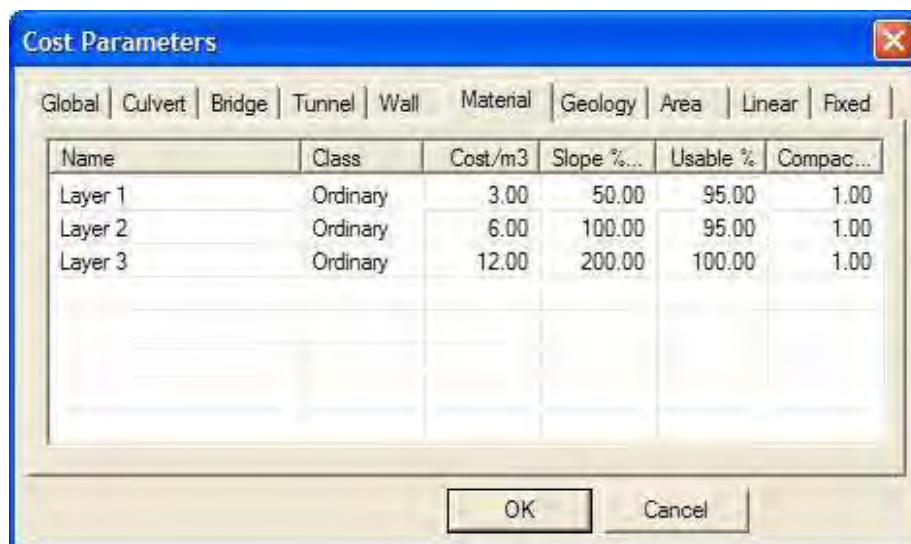 Cost Parameters
Global Culvert Bridge Tunnel Wall Material Geology Area Linear Fixed
Name Class Cost/m3 Slope %... Usable % Compac...
Layer 1 Ordinary 3.00 50.00 95.00 1.00
Layer 2 Ordinary 6.00 100.00 95.00 1.00
Layer 3 Ordinary 12.00 200.00 100.00 1.00
OK Cancel